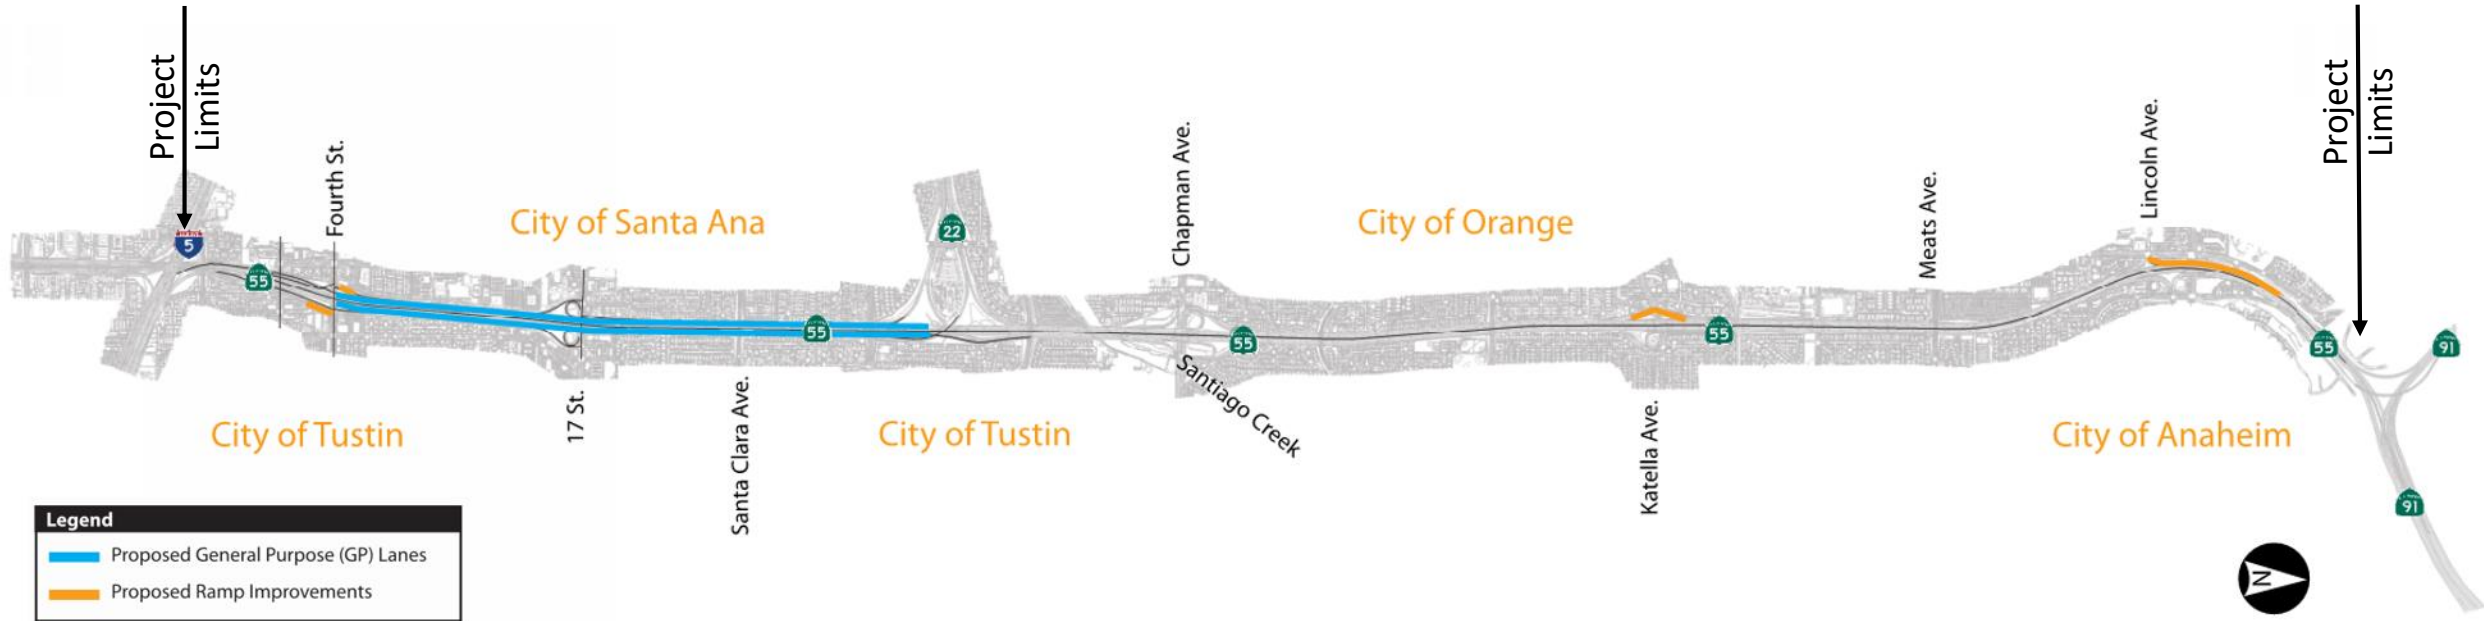 Project
Limits
Project
Limits
Fourth St.
Chapman Ave.
Meats Ave.
Lincoln Ave.
City of Santa Ana
City of Orange
5
55
22
55
55
55
55
91
91
City of Tustin
17 St.
Santa Clara Ave.
City of Tustin
Santiago Creek
Katella Ave.
City of Anaheim
Legend
Proposed General Purpose (GP) Lanes
Proposed Ramp Improvements
N